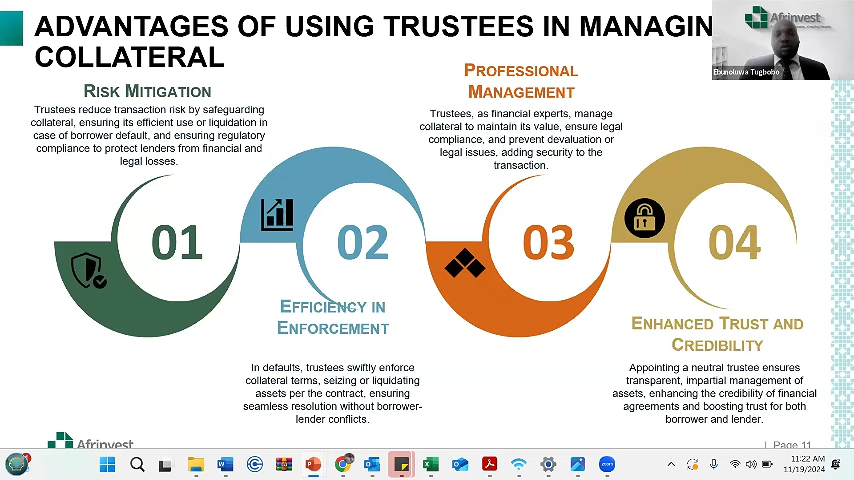 ADVANTAGES OF USING TRUSTEES IN MANAGIN
COLLATERAL
Afrinvest
Ebunoluwa Tugbobo
RISK MITIGATION
Trustees reduce transaction risk by safeguarding
collateral, ensuring its efficient use or liquidation in
case of borrower default, and ensuring regulatory
compliance to protect lenders from financial and
legal losses.
PROFESSIONAL
MANAGEMENT
Trustees, as financial experts, manage
collateral to maintain its value, ensure legal
compliance, and prevent devaluation or
legal issues, adding security to the
transaction.
01
02
03
04
EFFICIENCY IN
ENFORCEMENT
In defaults, trustees swiftly enforce
collateral terms, seizing or liquidating
assets per the contract, ensuring
seamless resolution without borrower-
lender conflicts.
ENHANCED TRUST AND
CREDIBILITY
Appointing a neutral trustee ensures
transparent, impartial management of
assets, enhancing the credibility of financial
agreements and boosting trust for both
borrower and lender.
Afrinvest
| Page 11
zoom
11:22 AM
11/19/2024